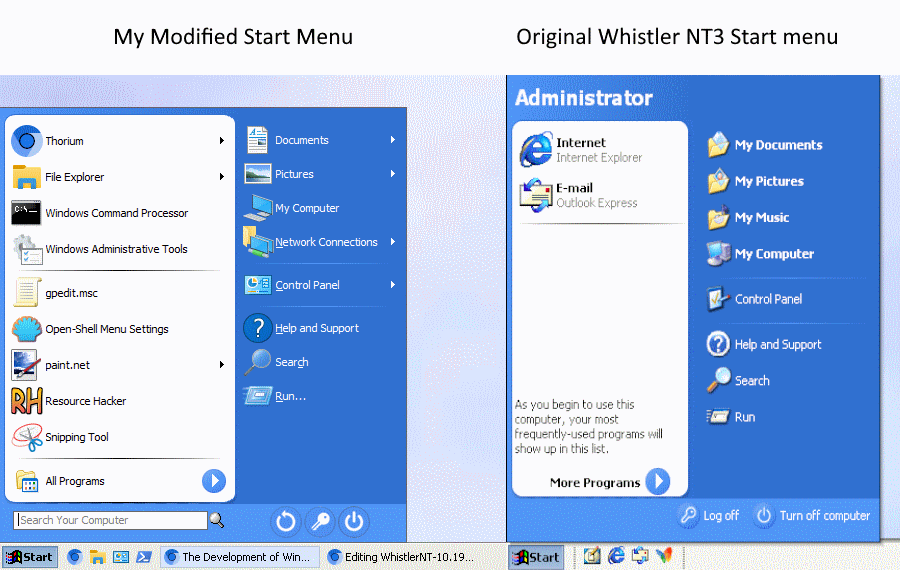 My Modified Start Menu
Original Whistler NT3 Start menu
Thorium
File Explorer
C:\
Windows Command Processor
Windows Administrative Tools
gpedit.msc
Open-Shell Menu Settings
paint.net
RH
Resource Hacker
Snipping Tool
All Programs
Search Your Computer
Documents
Pictures
My Computer
Network Connections
Control Panel
?
Help and Support
Search
Run...
Start
The Development of Win...
Editing WhistlerNT-10.19...
Administrator
Internet
Internet Explorer
E-mail
Outlook Express
As you begin to use this
computer, your most
frequently-used programs will
show up in this list.
More Programs
My Documents
My Pictures
My Music
My Computer
Control Panel
?
Help and Support
Search
Run
Log off
Turn off computer
Start